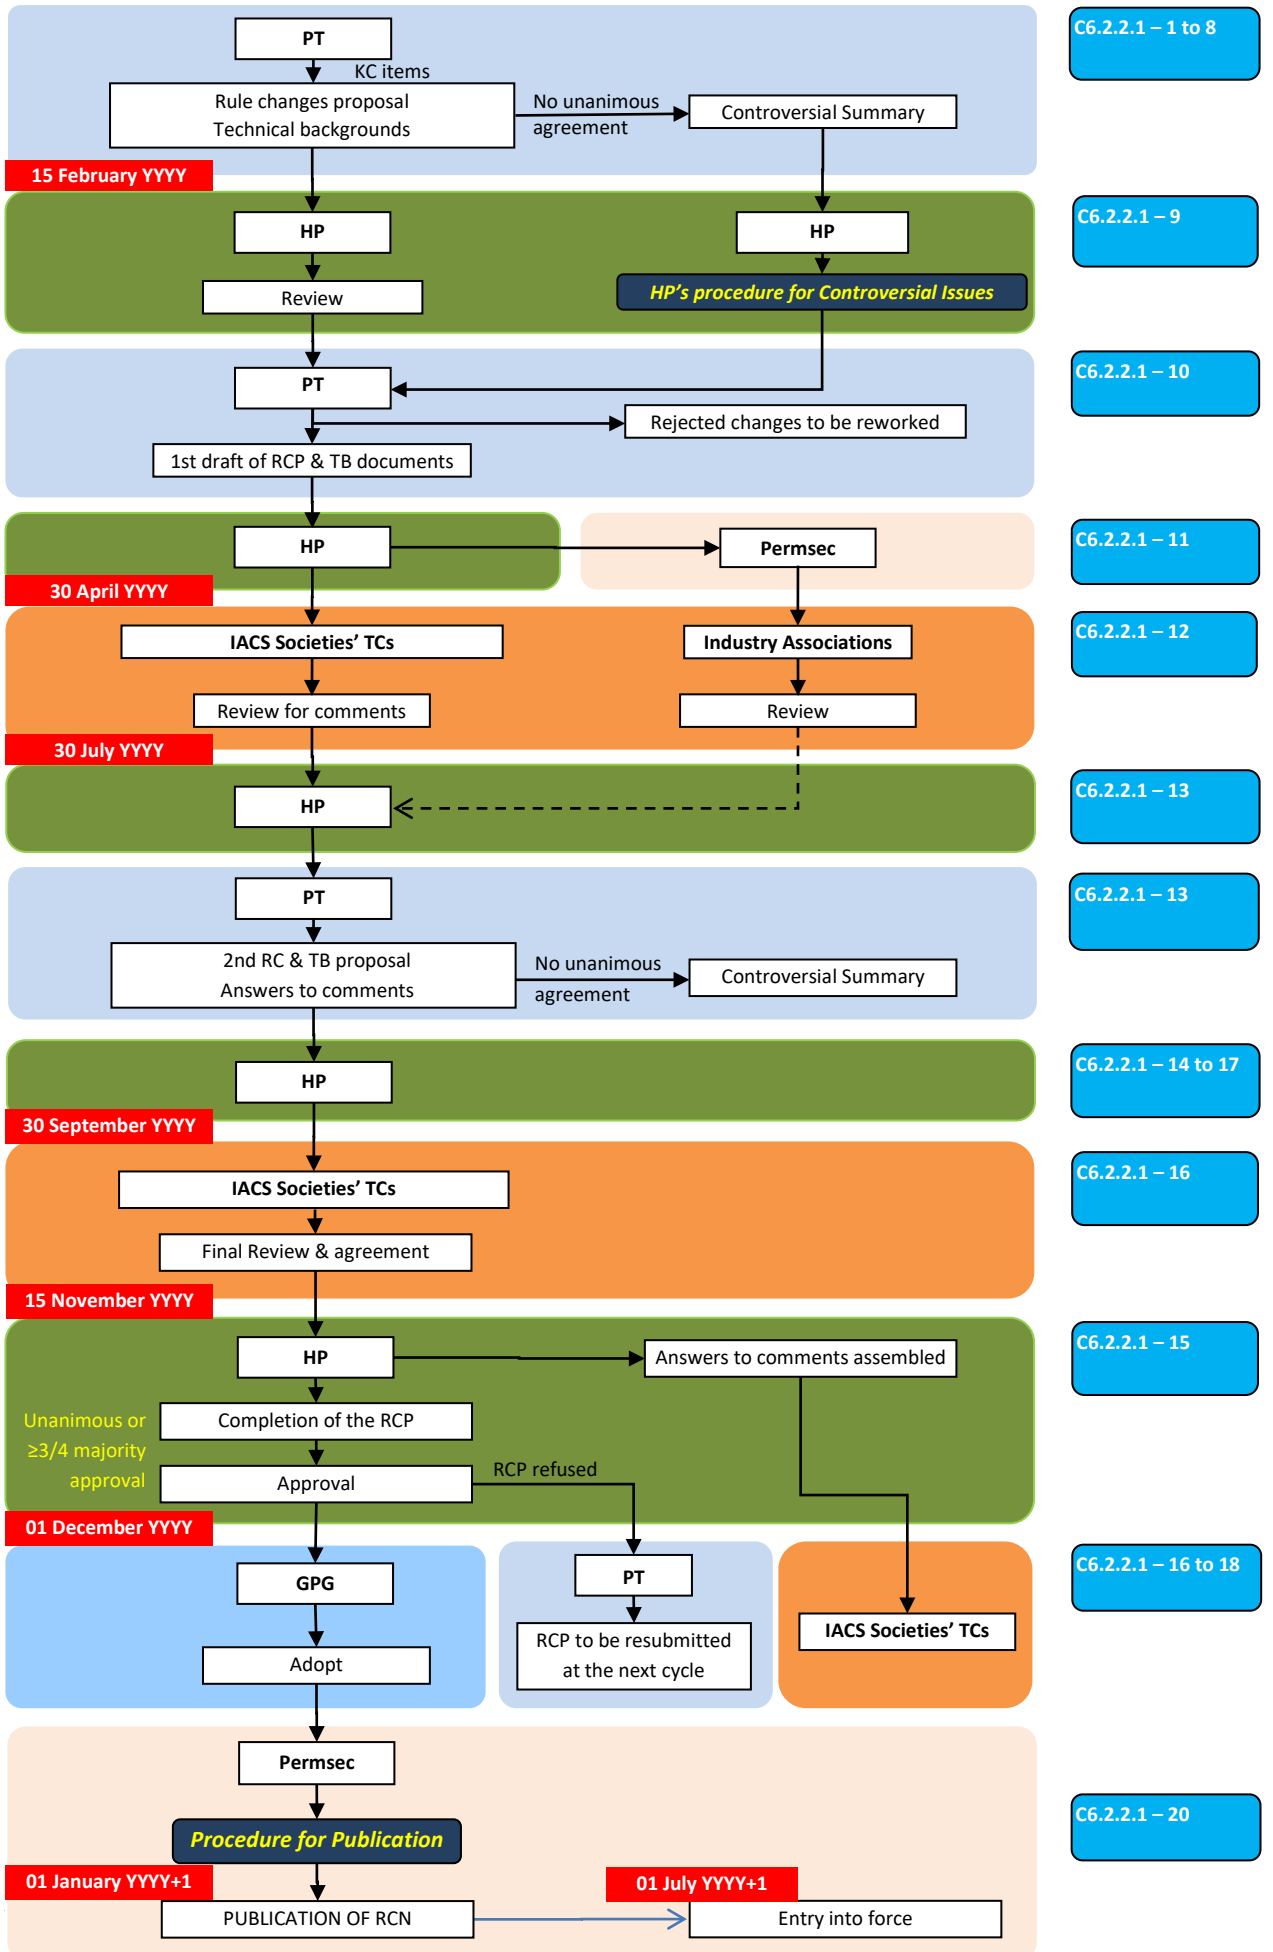 PT
C6.2.2.1 – 1 to 8
KC items
Rule changes proposal
Technical backgrounds
No unanimous
agreement
Controversial Summary
15 February YYYY
HP
HP
C6.2.2.1 – 9
Review
HP’s procedure for Controversial Issues
PT
C6.2.2.1 – 10
Rejected changes to be reworked
1st draft of RCP & TB documents
HP
Permsec
C6.2.2.1 – 11
30 April YYYY
IACS Societies’ TCs
Industry Associations
C6.2.2.1 – 12
Review for comments
Review
30 July YYYY
HP
C6.2.2.1 – 13
PT
C6.2.2.1 – 13
2nd RC & TB proposal
Answers to comments
No unanimous
agreement
Controversial Summary
HP
C6.2.2.1 – 14 to 17
30 September YYYY
IACS Societies’ TCs
C6.2.2.1 – 16
Final Review & agreement
15 November YYYY
HP
Answers to comments assembled
C6.2.2.1 – 15
Unanimous or
≥3/4 majority
approval
Completion of the RCP
Approval
RCP refused
01 December YYYY
GPG
PT
C6.2.2.1 – 16 to 18
IACS Societies’ TCs
Adopt
RCP to be resubmitted
at the next cycle
Permsec
Procedure for Publication
C6.2.2.1 – 20
01 January YYYY+1
01 July YYYY+1
PUBLICATION OF RCN
Entry into force